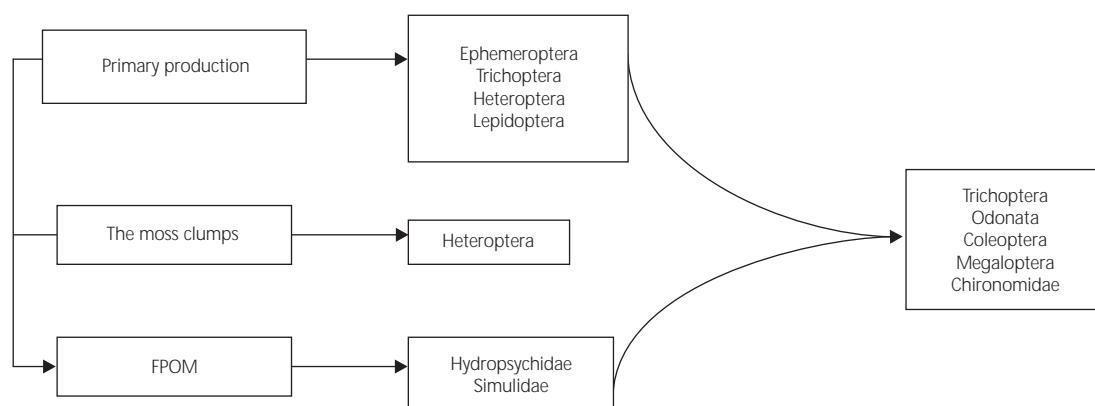 Primary production
Ephemeroptera
Trichoptera
Heteroptera
Lepidoptera
The moss clumps
Heteroptera
FPOM
Hydropsychidae
Simulidae
Trichoptera
Odonata
Coleoptera
Megaloptera
Chironomidae